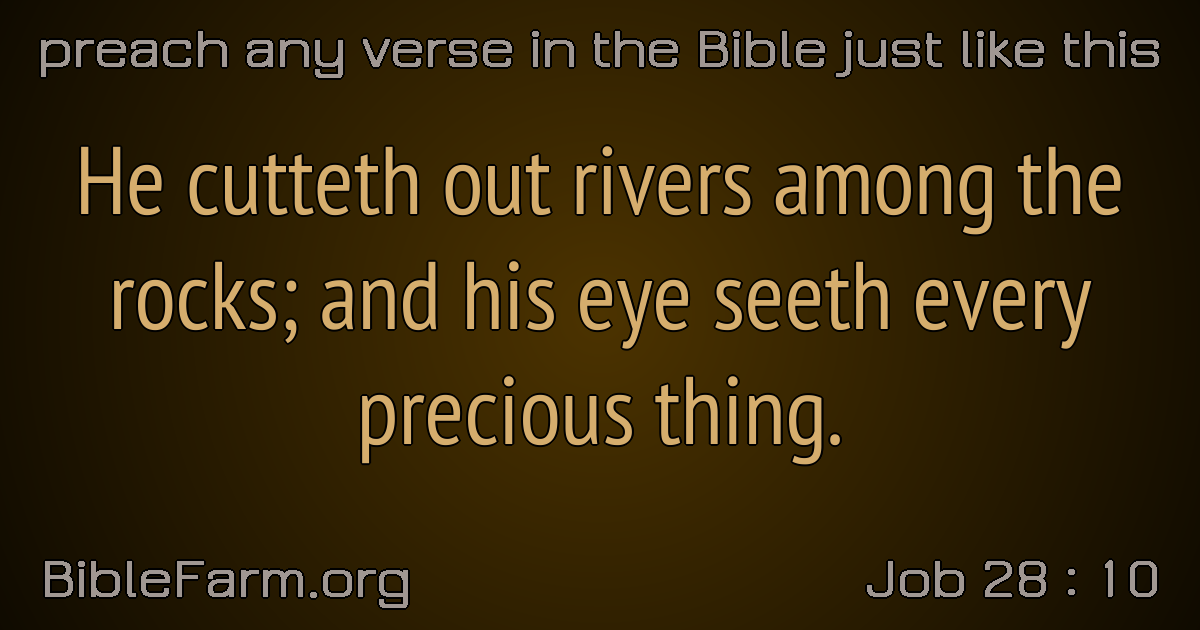 preach any verse in the Bible just like this
He cutteth out rivers among the
rocks; and his eye seeth every
precious thing.
BibleFarm.org
Job 28 : 10